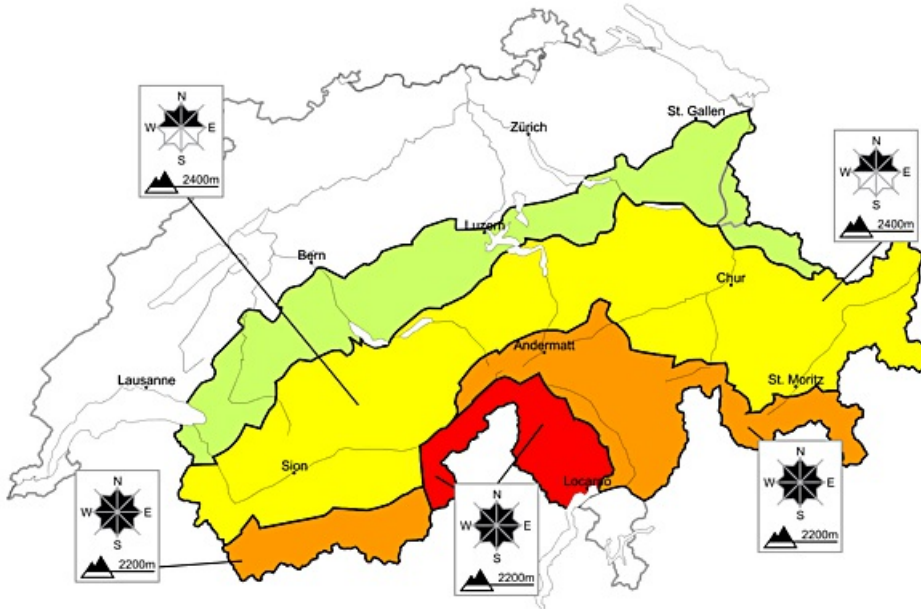 St. Gallen
Zürich
N
W E
S
2400m
N
W E
S
2400m
Luzern
Bern
Chur
Andermatt
Lausanne
St. Moritz
Sion
Locarno
N
W E
S
2200m
N
W E
S
2200m
N
W E
S
2200m